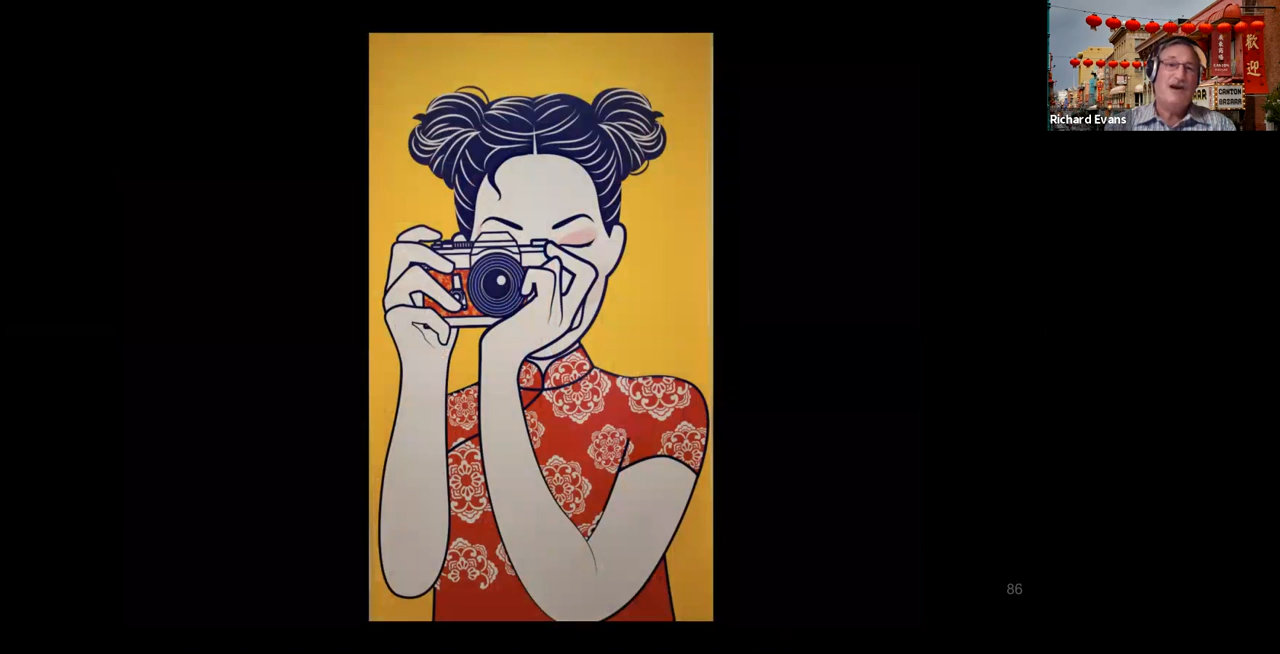 歡
迎
CANTON
BAZAAR
Richard Evans
86